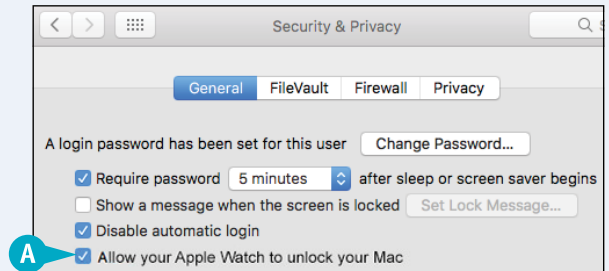 Security & Privacy
General FileVault Firewall Privacy
A login password has been set for this user Change Password...
Require password 5 minutes after sleep or screen saver begins
Show a message when the screen is locked Set Lock Message...
Disable automatic login
A Allow your Apple Watch to unlock your Mac